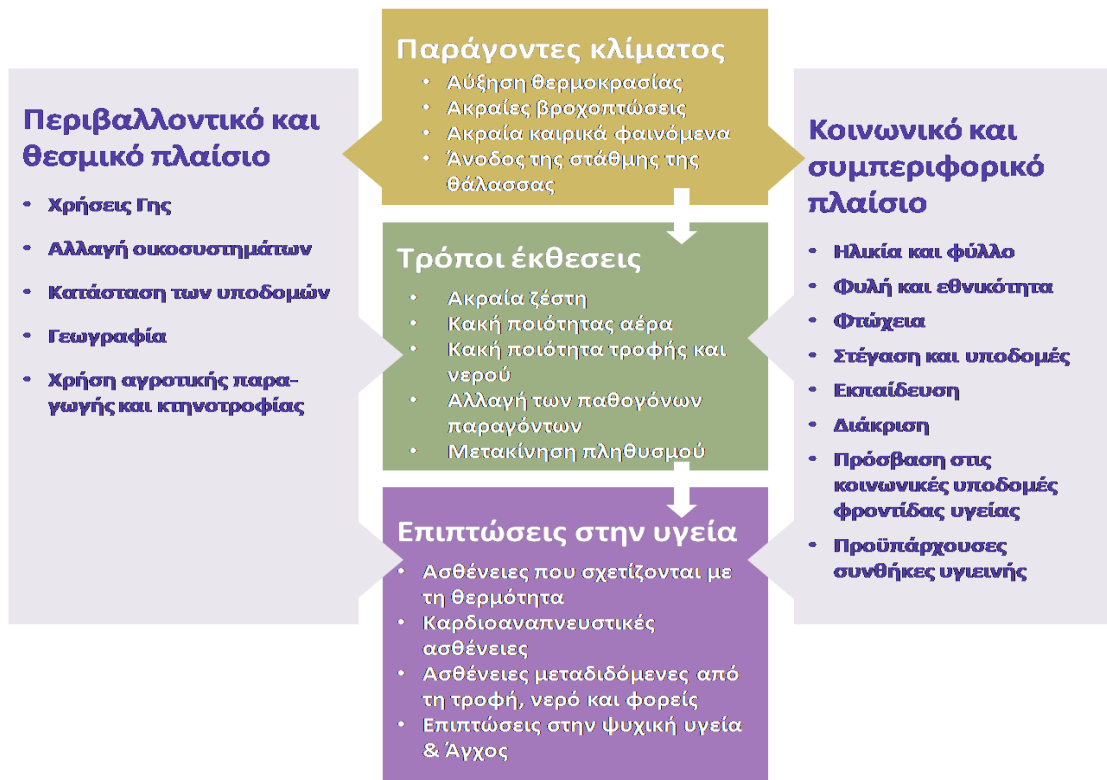 Παράγοντες κλίματος
• Αύξηση θερμοκρασίας
• Ακραίες βροχοπτώσεις
• Ακραία καιρικά φαινόμενα
• Άνοδος της στάθμης της
θάλασσας
Περιβαλλοντικό και
θεσμικό πλαίσιο
• Χρήσεις Γης
• Αλλαγή οικοσυστημάτων
• Κατάσταση των υποδομών
• Γεωγραφία
• Χρήση αγροτικής παρα-
γωγής και κτηνοτροφίας
Τρόποι έκθεσεις
• Ακραία ζέστη
• Κακή ποιότητας αέρα
• Κακή ποιότητα τροφής και
νερού
• Αλλαγή των παθογόνων
παραγόντων
• Μετακίνηση πληθυσμού
Επιπτώσεις στην υγεία
• Ασθένειες που σχετίζονται με
τη θερμότητα
• Καρδιοαναπνευστικές
ασθένειες
• Ασθένειες μεταδιδόμενες από
τη τροφή, νερό και φορείς
• Επιπτώσεις στην ψυχική υγεία
& Άγχος
Κοινωνικό και
συμπεριφορικό
πλαίσιο
• Ηλικία και φύλλο
• Φυλή και εθνικότητα
• Φτώχεια
• Στέγαση και υποδομές
• Εκπαίδευση
• Διάκριση
• Πρόσβαση στις
κοινωνικές υποδομές
φροντίδας υγείας
• Προϋπάρχουσες
συνθήκες υγιεινής